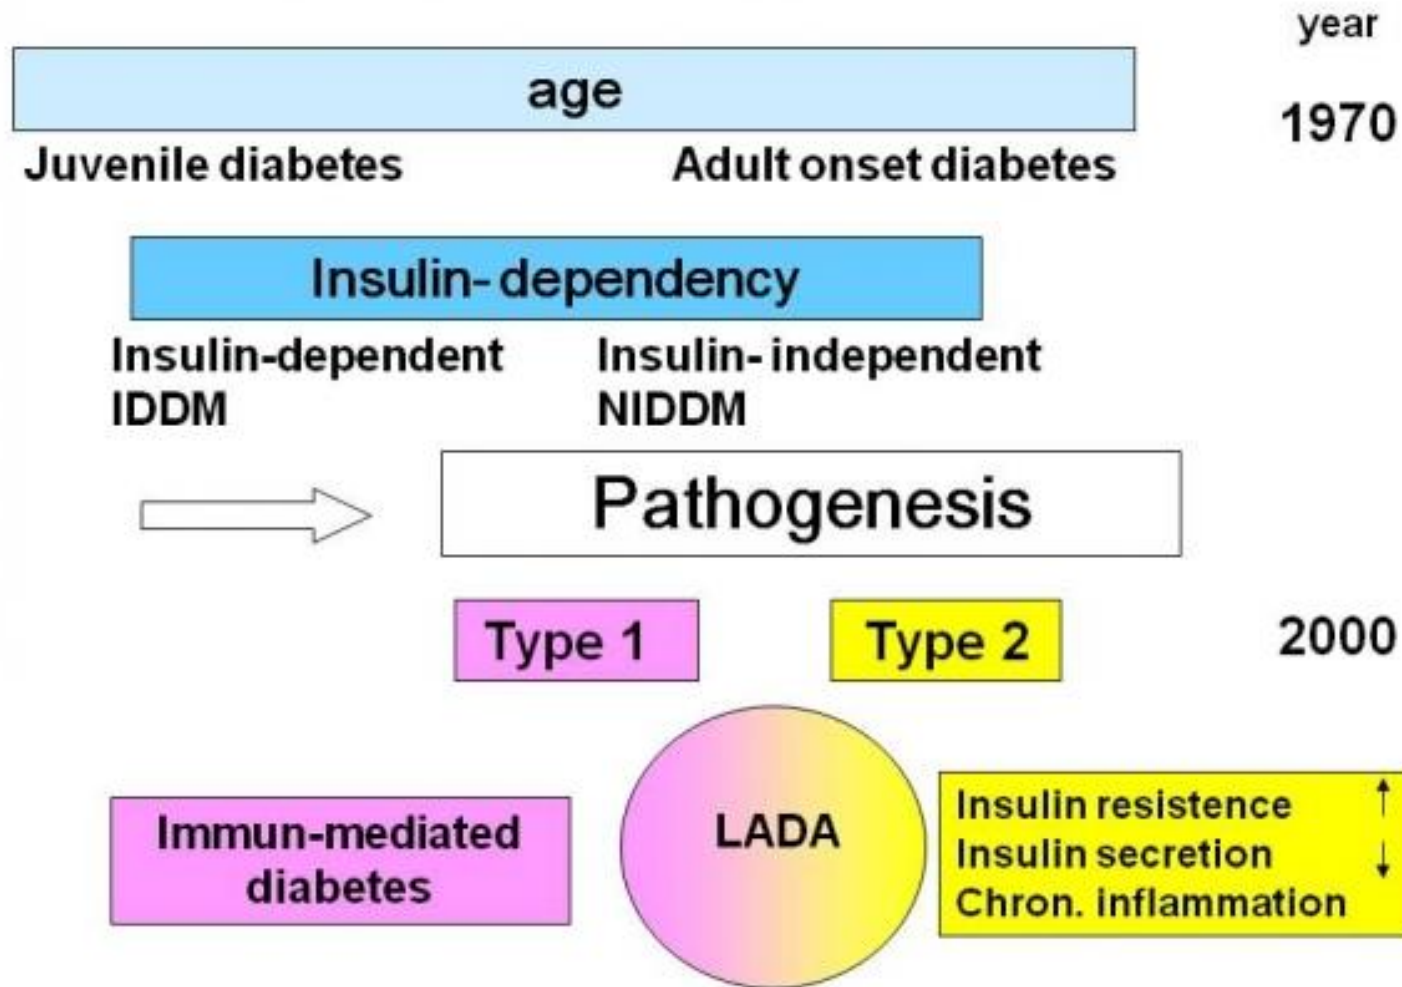 year
age
1970
Juvenile diabetes
Adult onset diabetes
Insulin- dependency
Insulin-dependent
IDDM
Insulin- independent
NIDDM
Pathogenesis
Type 1
Type 2
2000
Immun-mediated
diabetes
LADA
Insulin resistence ↑
Insulin secretion ↓
Chron. inflammation